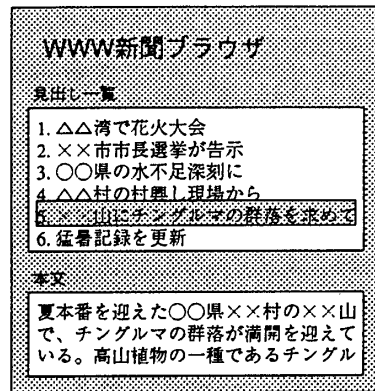 WWW新聞ブラウザ
見出し一覧
1. △△湾で花火大会
2. ××市市長選挙が告示
3. 〇〇県の水不足深刻に
4. △△村の村興し現場から
5. ××山にチングルマの群落を求めて
6. 猛暑記録を更新
本文
夏本番を迎えた〇〇県××村の××山
で、チングルマの群落が満開を迎えて
いる。高山植物の一種であるチングル